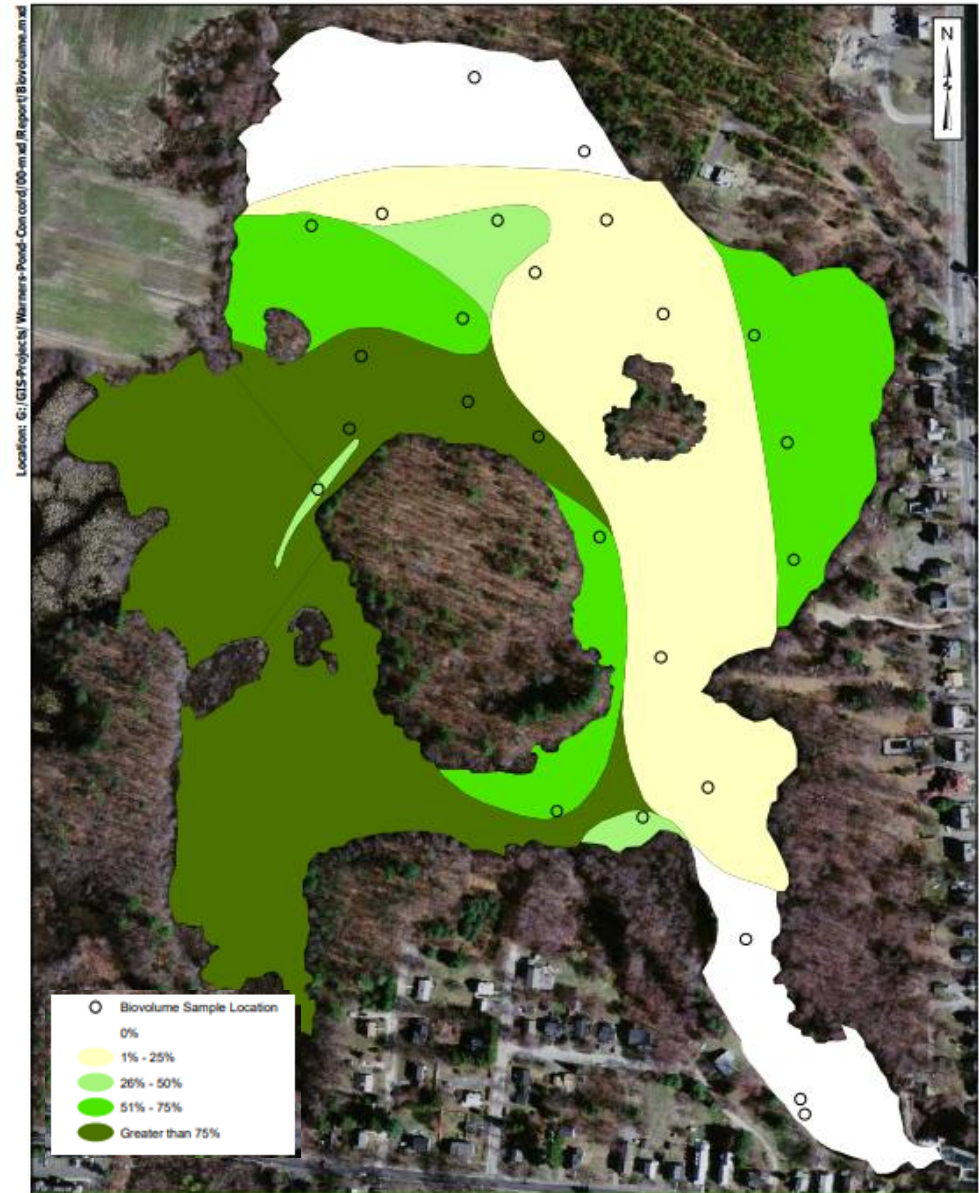 Location: G:/GIS-Projects/Warners-Pond-Concord/00-mxd/Report/Biovolume.mxd
N
Biovolume Sample Location
0%
1% - 25%
26% - 50%
51% - 75%
Greater than 75%